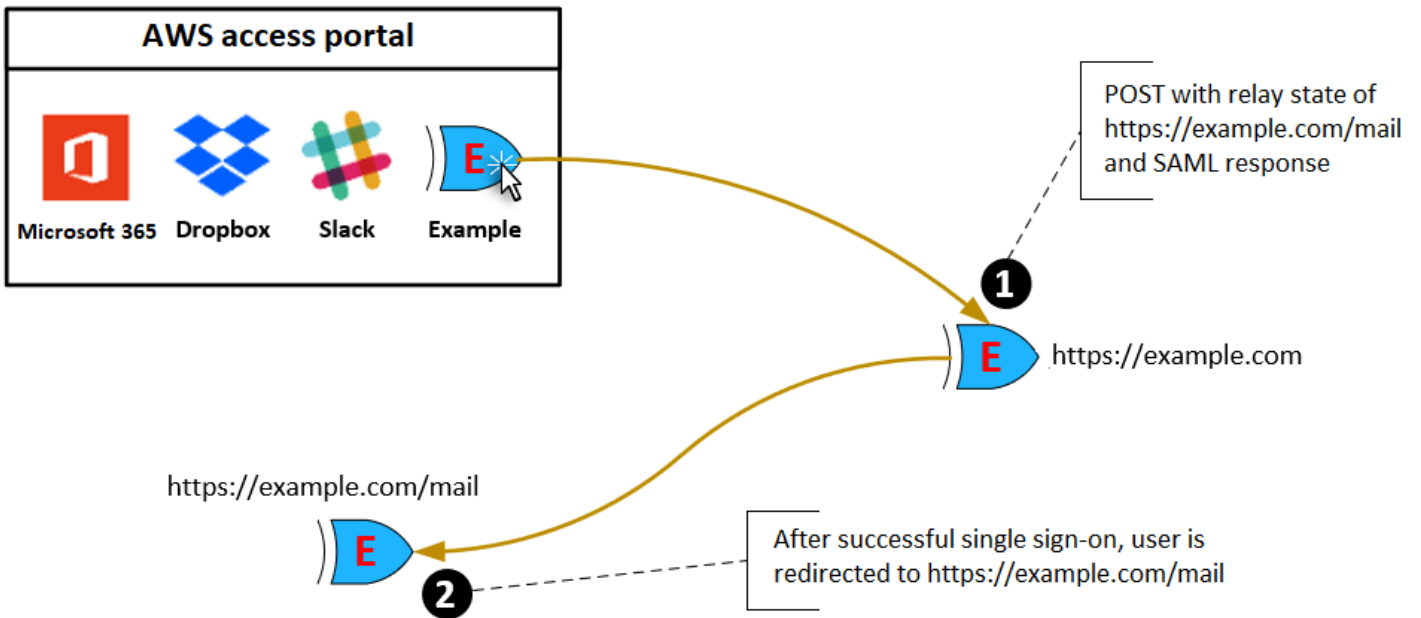 AWS access portal
E
Microsoft 365
Dropbox
Slack
Example
POST with relay state of
https://example.com/mail
and SAML response
1
E
https://example.com
https://example.com/mail
E
2
After successful single sign-on, user is
redirected to https://example.com/mail